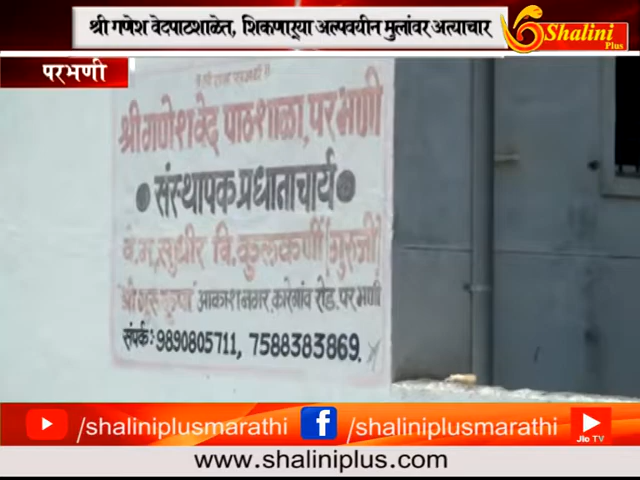 श्री गणेश वेदपाठशाळेत, शिकणाऱ्या अल्पवयीन मुलांवर अत्याचार
Shalini
Plus
परभणी
श्री गणेश वेद पाठशाळा, परभणी
संस्थापक प्रधानाचार्य
वे.मू. सुधीर वि. कुलकर्णी (गुरुजी)
आकाश नगर, कारेगांव रोड, परभणी
संपर्क:- 9890805711, 7588383869.
/shaliniplusmarathi
/shaliniplusmarathi
Jio TV
www.shaliniplus.com